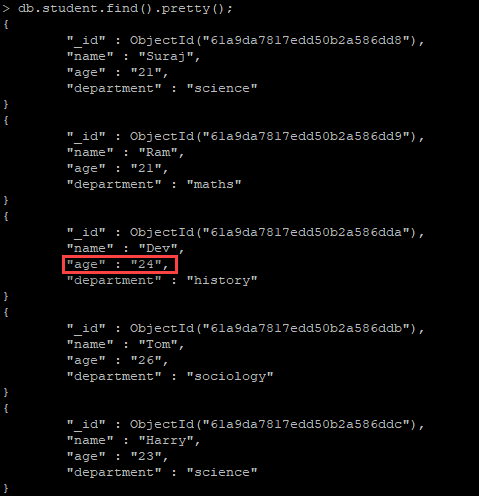 > db.student.find().pretty();
{
"_id" : ObjectId("61a9da7817edd50b2a586dd8"),
"name" : "Suraj",
"age" : "21",
"department" : "science"
}
{
"_id" : ObjectId("61a9da7817edd50b2a586dd9"),
"name" : "Ram",
"age" : "21",
"department" : "maths"
}
{
"_id" : ObjectId("61a9da7817edd50b2a586dda"),
"name" : "Dev",
"age" : "24",
"department" : "history"
}
{
"_id" : ObjectId("61a9da7817edd50b2a586ddb"),
"name" : "Tom",
"age" : "26",
"department" : "sociology"
}
{
"_id" : ObjectId("61a9da7817edd50b2a586ddc"),
"name" : "Harry",
"age" : "23",
"department" : "science"
}